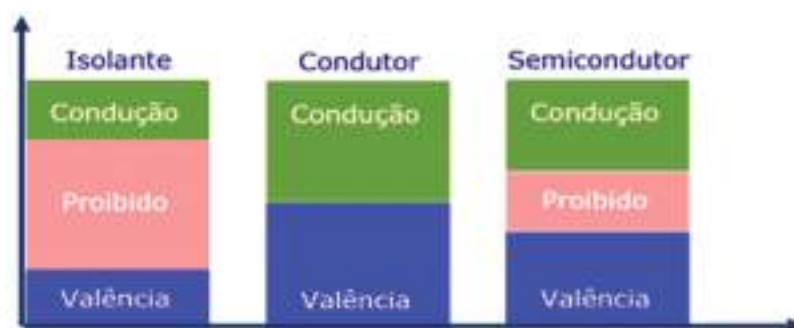 Isolante
Condutor
Semicondutor
Condução
Condução
Condução
Proibido
Proibido
Valência
Valência
Valência